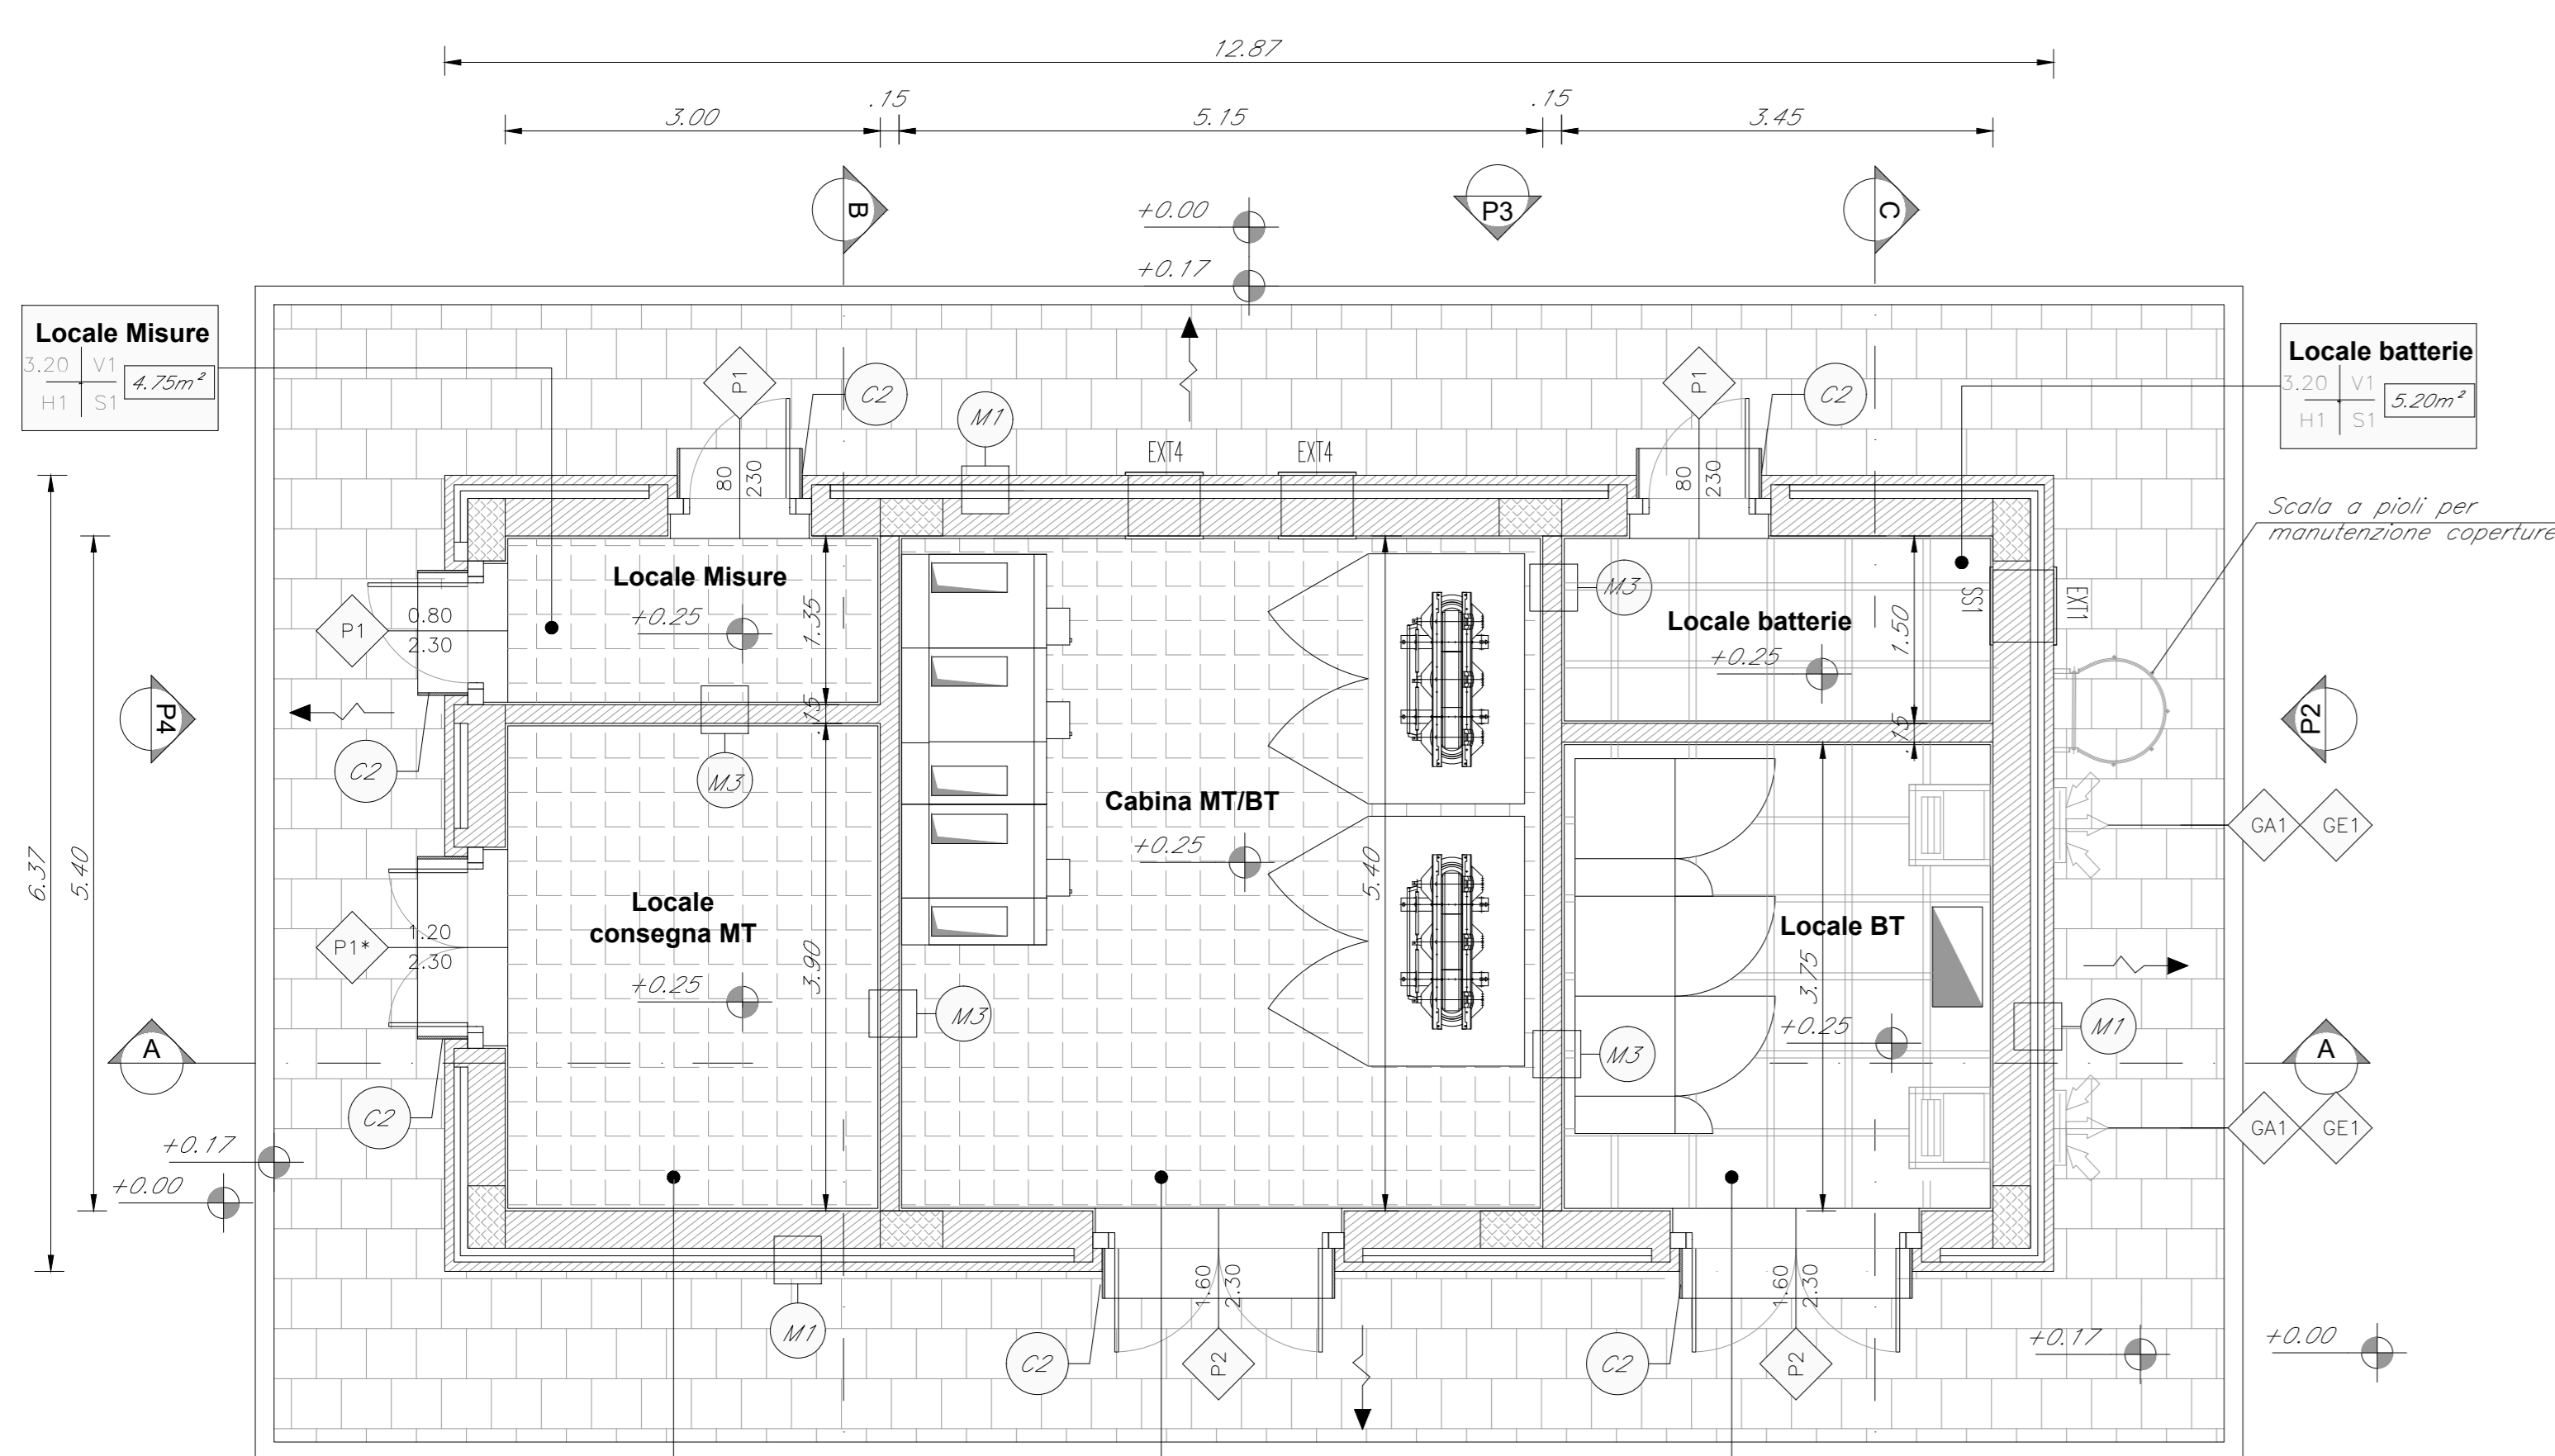 12.87
.15
.15
3.00
5.15
3.45
B
P3
C
+0.00
+0.17
Locale Misure
3.20
V1
4.75m²
H1
S1
Locale batterie
3.20
V1
5.20m²
H1
S1
P1
C2
M1
P1
C2
EXT4
EXT4
80
230
80
230
Scala a pioli per
manutenzione coperture
Locale Misure
+0.25
1.35
P1
0.80
2.30
M3
Locale batterie
+0.25
1.50
SS1
EXT1
P4
P2
.15
.15
C2
M3
Cabina MT/BT
+0.25
5.40
GA1
GE1
6.37
5.40
Locale
consegna MT
+0.25
3.90
P1*
1.20
2.30
Locale BT
3.75
+0.25
M3
M3
M1
A
A
C2
GA1
GE1
+0.17
+0.00
1.60
2.30
1.60
2.30
M1
C2
P2
C2
P2
+0.17
+0.00